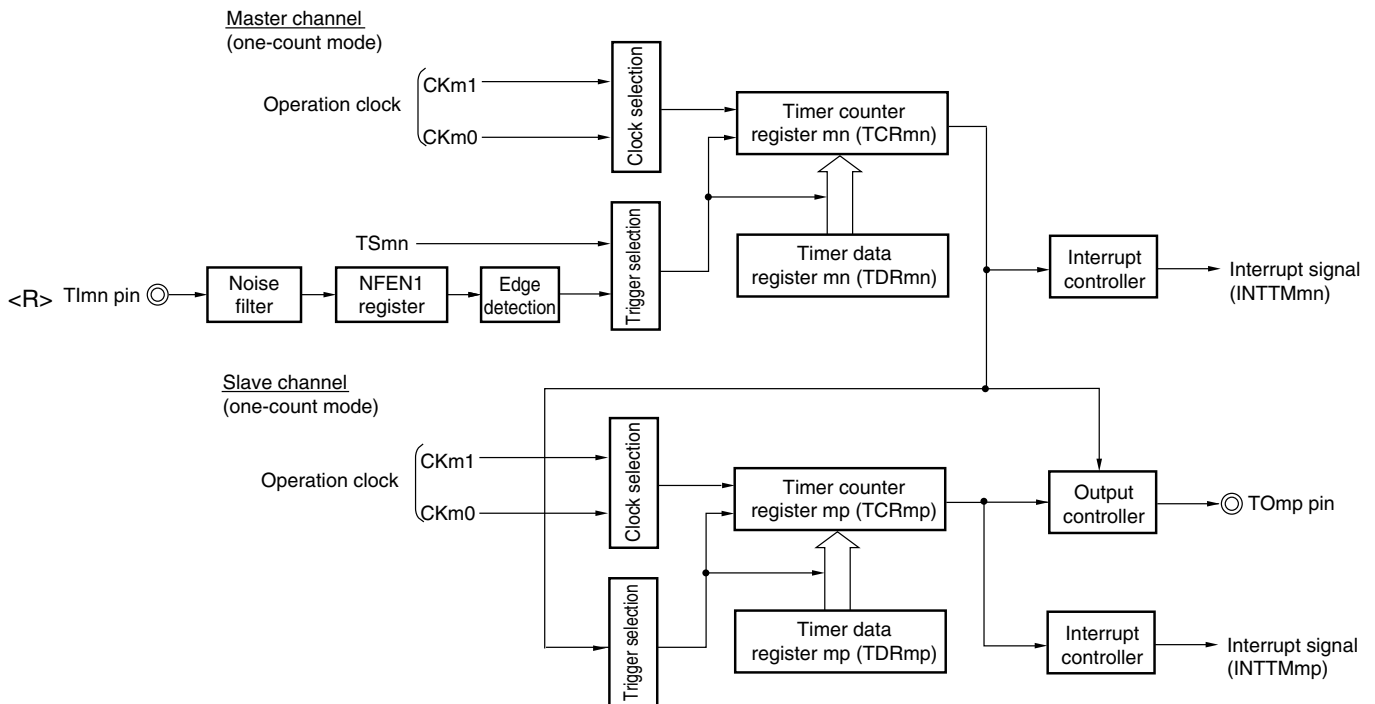 Master channel
(one-count mode)
Operation clock
CKm1
CKm0
Clock selection
Timer counter
register mn (TCRmn)
TSmn
Trigger selection
Timer data
register mn (TDRmn)
<R> TImn pin
Noise
filter
NFEN1
register
Edge
detection
Interrupt
controller
Interrupt signal
(INTTMmn)
Slave channel
(one-count mode)
Operation clock
CKm1
CKm0
Clock selection
Timer counter
register mp (TCRmp)
Output
controller
TOmp pin
Trigger selection
Timer data
register mp (TDRmp)
Interrupt
controller
Interrupt signal
(INTTMmp)